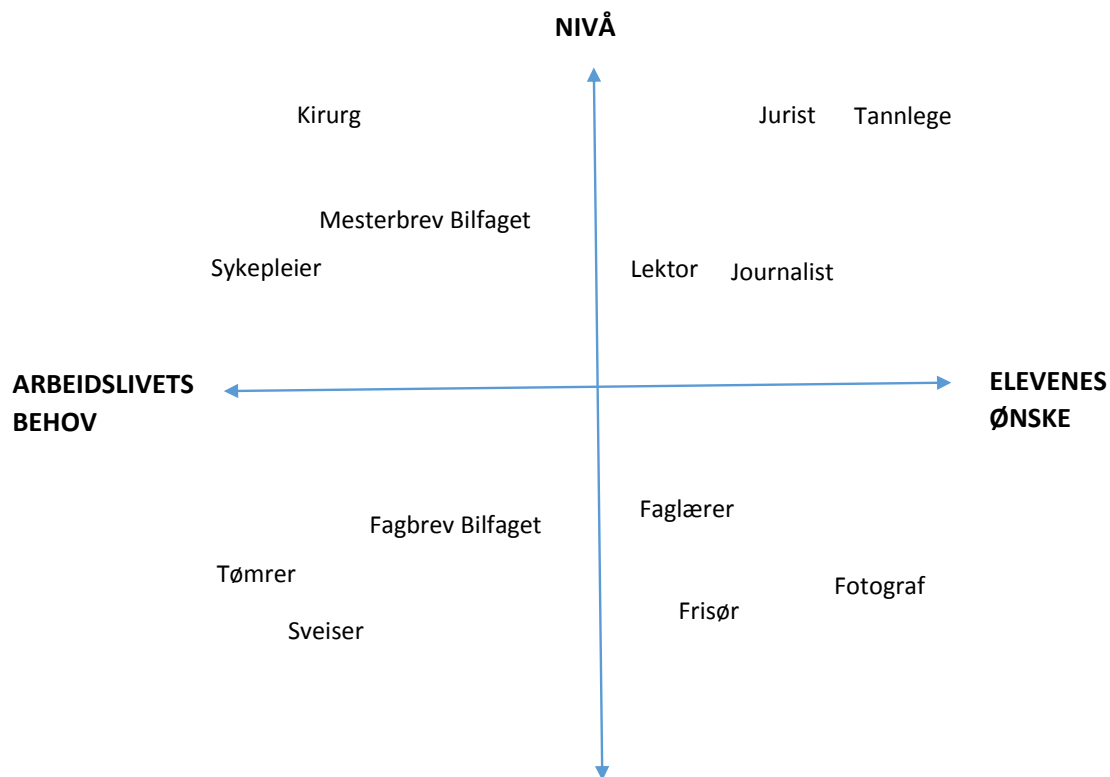 NIVÅ
Kirurg
Jurist
Tannlege
Mesterbrev Bilfaget
Sykepleier
Lektor
Journalist
ARBEIDSLIVETS
BEHOV
ELEVENES
ØNSKE
Faglærer
Fagbrev Bilfaget
Tømrer
Fotograf
Frisør
Sveiser